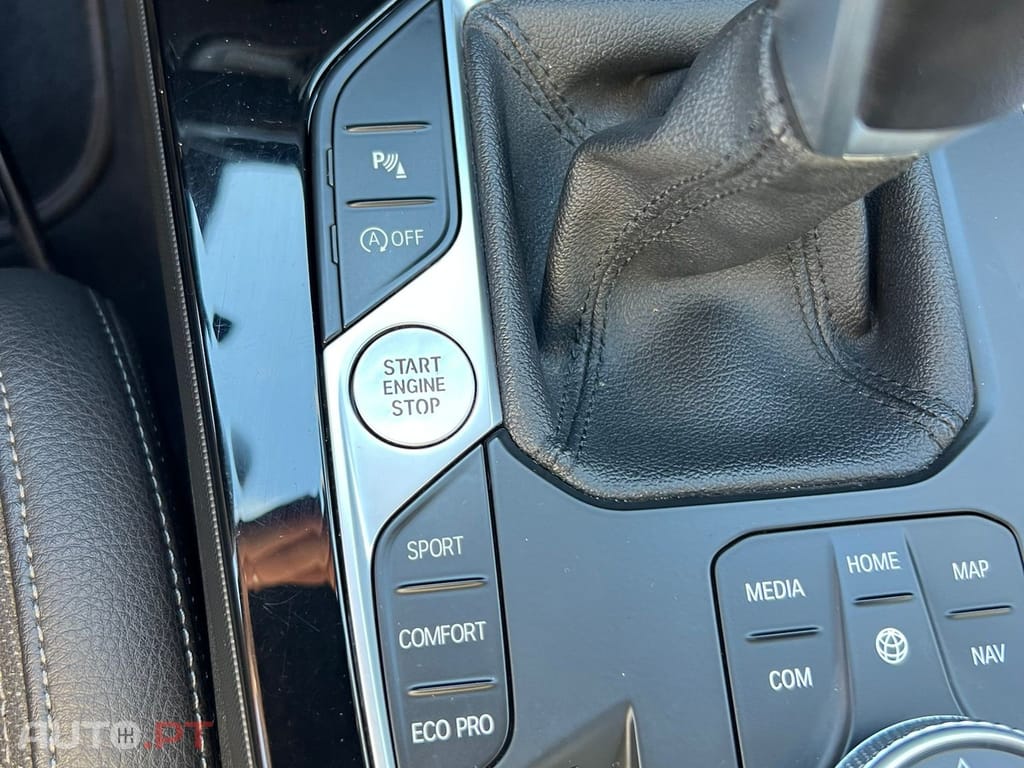 P
A OFF
START
ENGINE
STOP
SPORT
COMFORT
ECO PRO
MEDIA
COM
HOME
MAP
NAV
AUTO.PT